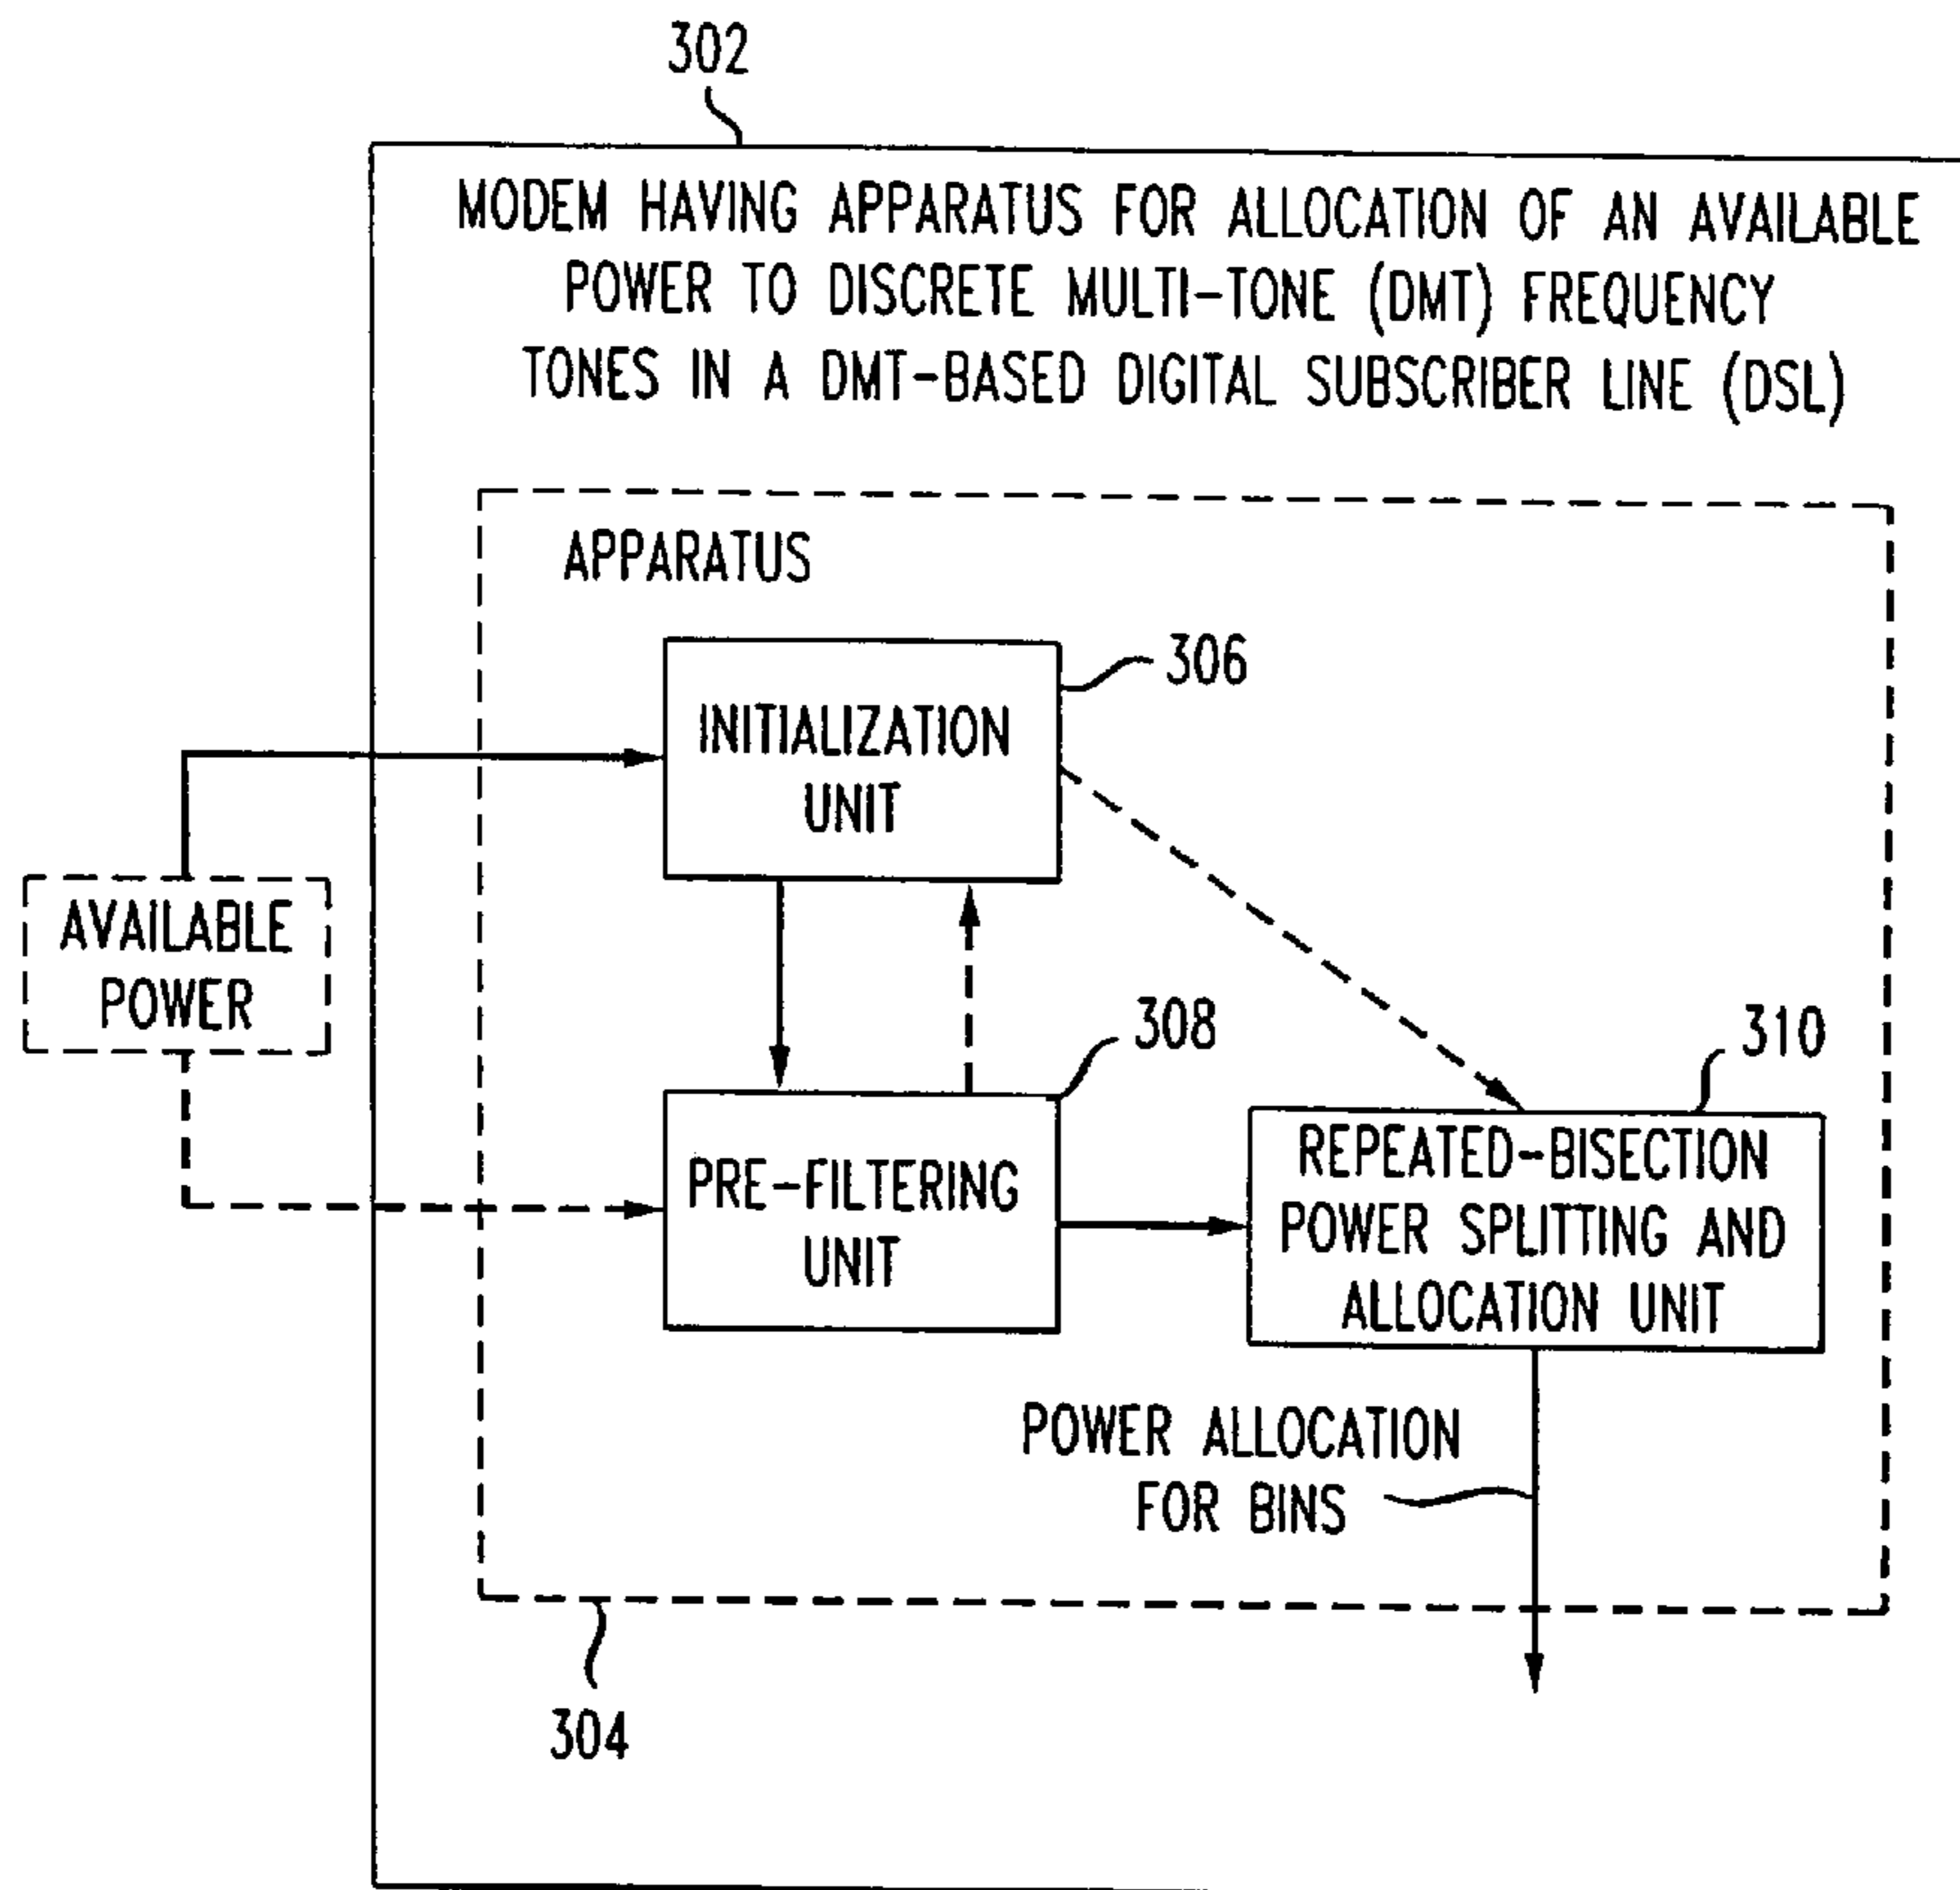 302
MODEM HAVING APPARATUS FOR ALLOCATION OF AN AVAILABLE
POWER TO DISCRETE MULTI-TONE (DMT) FREQUENCY
TONES IN A DMT-BASED DIGITAL SUBSCRIBER LINE (DSL)
APPARATUS
306
INITIALIZATION
UNIT
AVAILABLE
POWER
308
310
PRE-FILTERING
UNIT
REPEATED-BISECTION
POWER SPLITTING AND
ALLOCATION UNIT
POWER ALLOCATION
FOR BINS
304